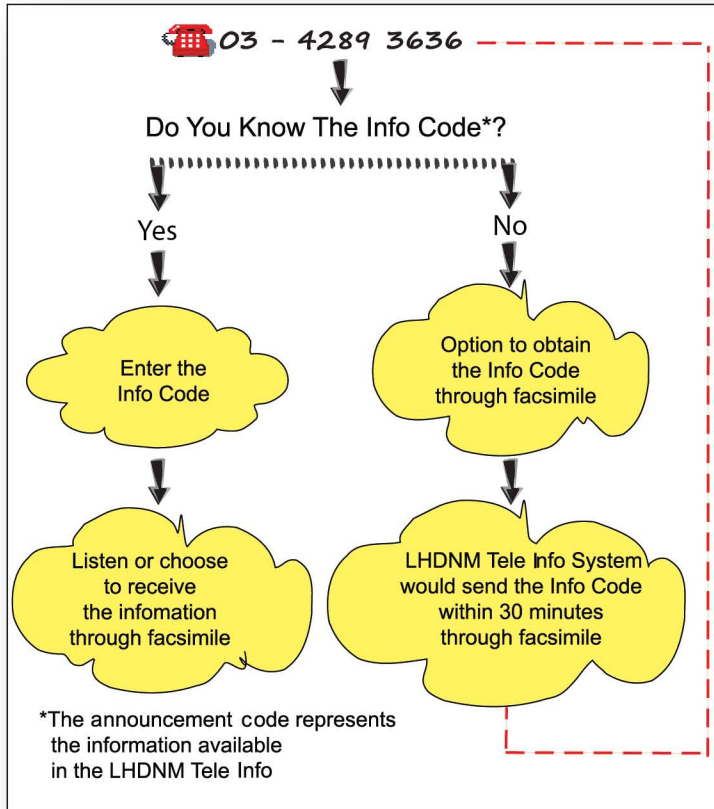 03 - 4289 3636
Do You Know The Info Code*?
Yes
No
Enter the
Info Code
Option to obtain
the Info Code
through facsimile
Listen or choose
to receive
the infomation
through facsimile
LHDNM Tele Info System
would send the Info Code
within 30 minutes
through facsimile
*The announcement code represents
the information available
in the LHDNM Tele Info